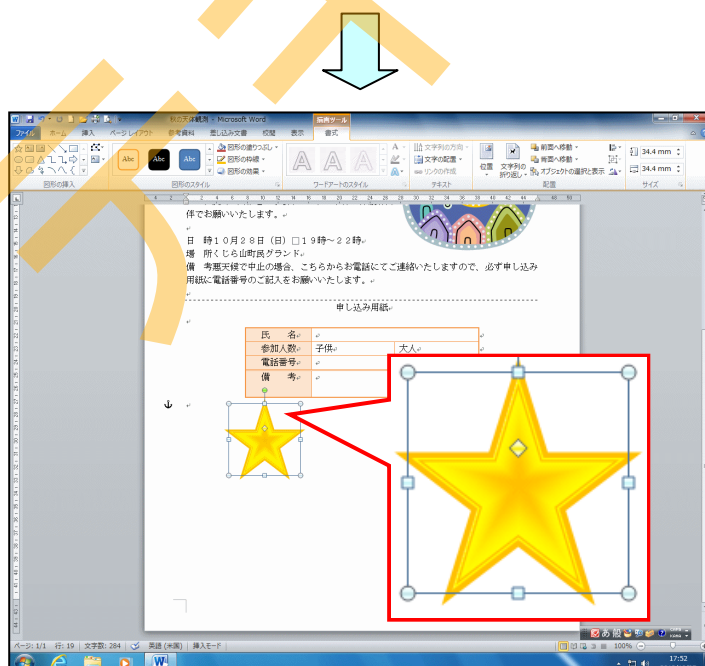 秋の天体観測 - Microsoft Word
描画ツール
ファイル ホーム 挿入 ページ レイアウト 参考資料 差し込み文書 校閲 表示 書式
Abc Abc Abc
図形の塗りつぶし
図形の枠線
図形の効果
文字列の方向
文字の配置
リンクの作成
位置 文字列の折り返し
前面へ移動
背面へ移動
オブジェクトの選択と表示
34.4 mm
34.4 mm
図形の挿入 図形のスタイル ワードアートのスタイル テキスト 配置 サイズ
伴でお願いいたします。
日 時10月28日(日)□19時~22時
場 所くじら山町民グランド
備 考悪天候で中止の場合、こちらからお電話にてご連絡いたしますので、必ず申し込み
用紙に電話番号のご記入をお願いいたします。
申し込み用紙
氏 名
参加人数 子供 大人
電話番号
備 考
ページ: 1/1 行: 19 文字数: 284 英語 (米国) 挿入モード 100%
あ 般
17:52